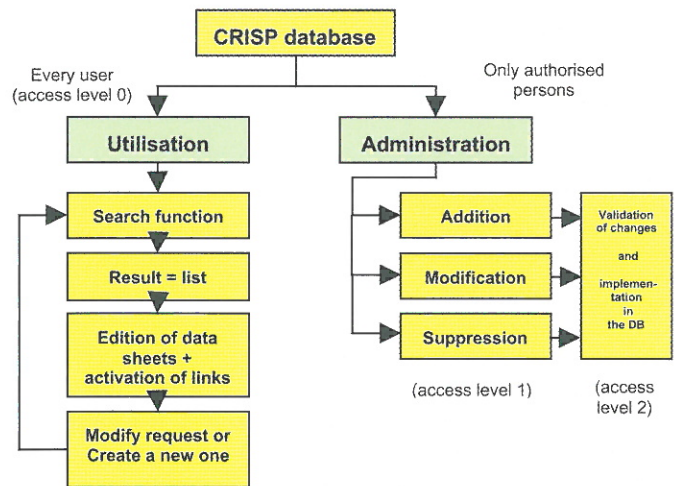 CRISP database
Every user
(access level 0)
Only authorised
persons
Utilisation
Administration
Search function
Result = list
Edition of data
sheets +
activation of links
Modify request or
Create a new one
Addition
Modification
Suppression
(access level 1)
Validation
of changes
and
implemen-
tation
in
the DB
(access
level 2)